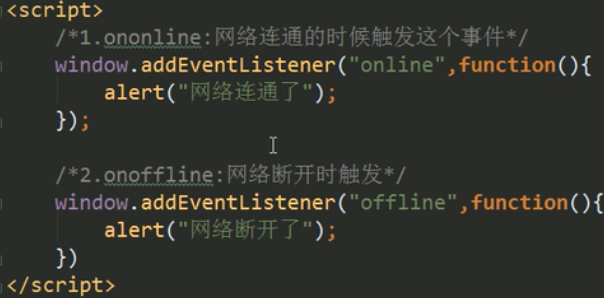 <script>
/*1.ononline:网络连通的时候触发这个事件*/
window.addEventListener("online",function(){
alert("网络连通了");
});
/*2.onoffline:网络断开时触发*/
window.addEventListener("offline",function(){
alert("网络断开了");
})
</script>